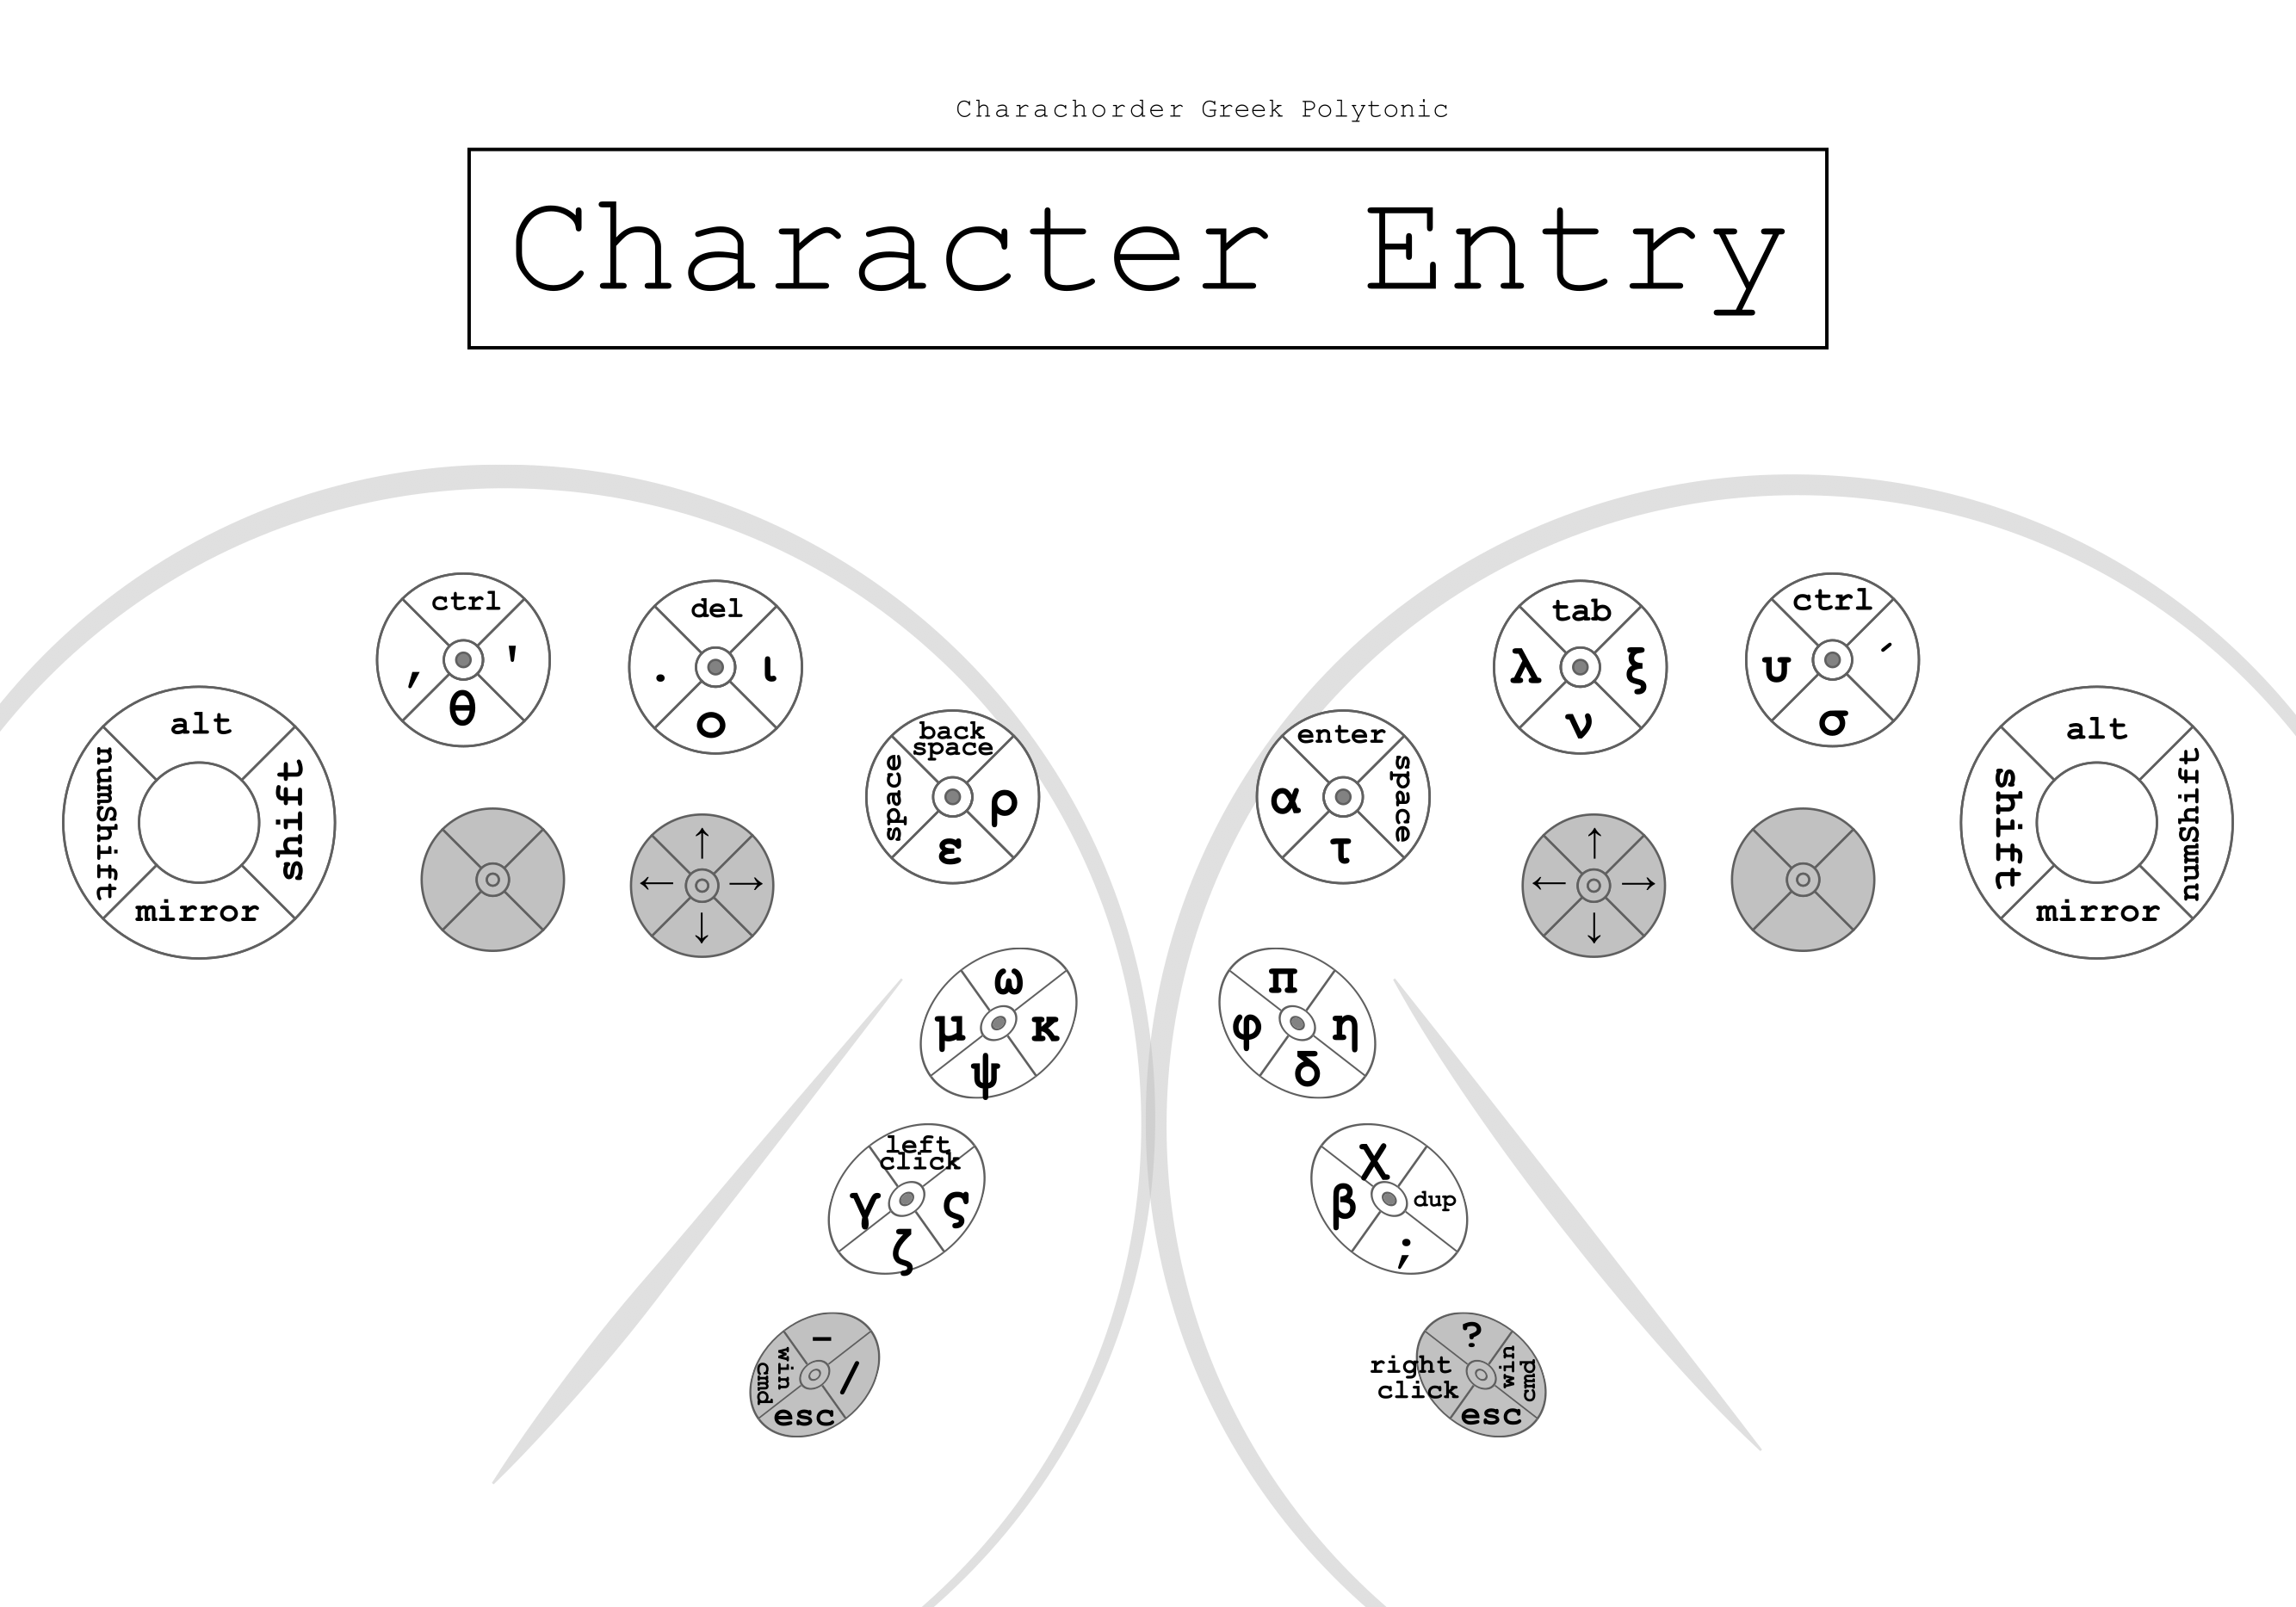 Charachorder Greek Polytonic
Character Entry
alt
numShift
shift
mirror
ctrl
,
'
θ
del
.
ι
ο
back
space
space
ρ
ε
enter
α
space
τ
tab
λ
ξ
ν
ctrl
υ
´
σ
alt
shift
numShift
mirror
↑
← →
↓
↑
← →
↓
ω
μ
κ
ψ
π
φ
η
δ
left
click
γ
ς
ζ
χ
β
dup
;
–
win
cmd
/
esc
?
right
click
win
cmd
esc